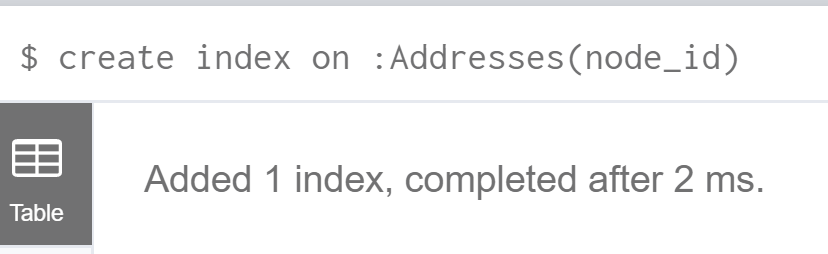 $ create index on :Addresses(node_id)
Added 1 index, completed after 2 ms.
Table